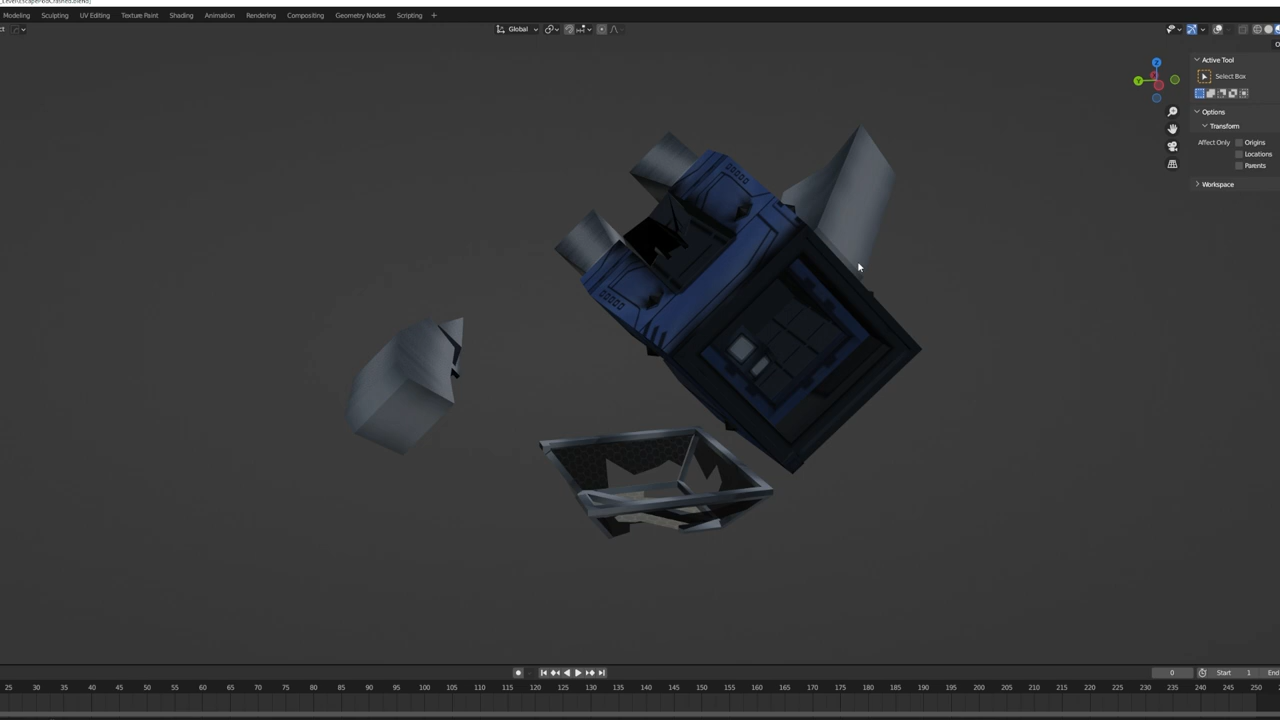 _Level\EscapePodCrashed.blend]
Modeling Sculpting UV Editing Texture Paint Shading Animation Rendering Compositing Geometry Nodes Scripting +
Global
Z
Y
Active Tool
Select Box
Options
Transform
Affect Only Origins
Locations
Parents
Workspace
0 Start 1 End
25 30 35 40 45 50 55 60 65 70 75 80 85 90 95 100 105 110 115 120 125 130 135 140 145 150 155 160 165 170 175 180 185 190 195 200 205 210 215 220 225 230 235 240 245 250